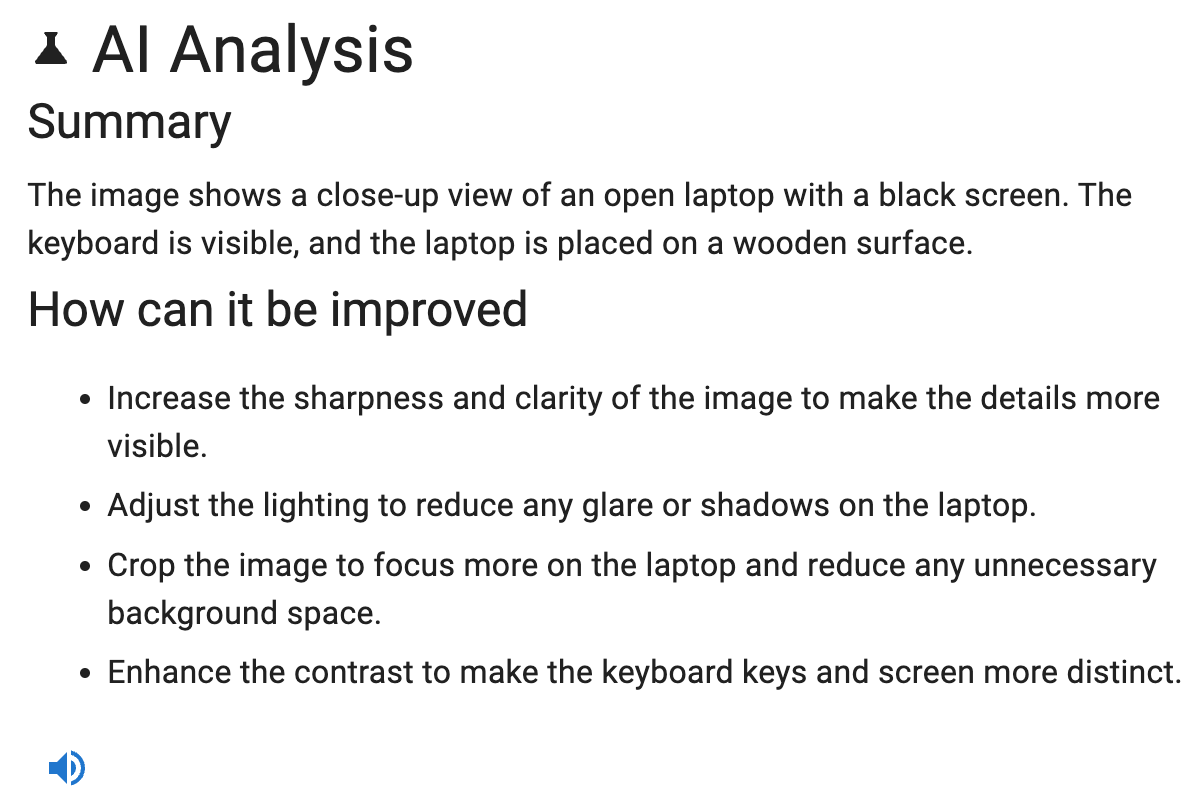 AI Analysis
Summary
The image shows a close-up view of an open laptop with a black screen. The
keyboard is visible, and the laptop is placed on a wooden surface.
How can it be improved
• Increase the sharpness and clarity of the image to make the details more
visible.
• Adjust the lighting to reduce any glare or shadows on the laptop.
• Crop the image to focus more on the laptop and reduce any unnecessary
background space.
• Enhance the contrast to make the keyboard keys and screen more distinct.